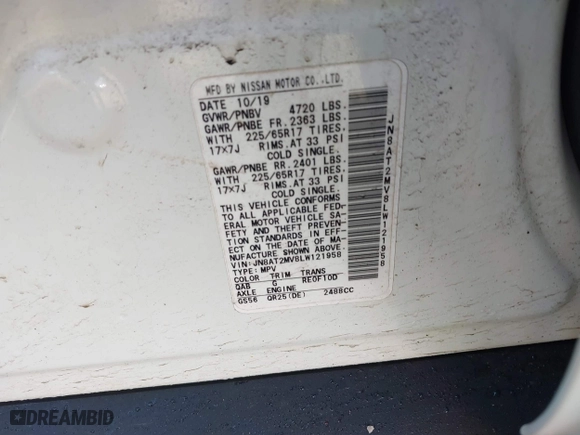 MFD BY NISSAN MOTOR CO.,LTD.
DATE 10/19
GVWR/PNBV 4720 LBS.
GAWR/PNBE FR. 2363 LBS.
WITH 225/65R17 TIRES.
17X7J RIMS.AT 33 PSI
COLD SINGLE.
GAWR/PNBE RR. 2401 LBS.
WITH 225/65R17 TIRES.
17X7J RIMS.AT 33 PSI
COLD SINGLE.
THIS VEHICLE CONFORMS
TO ALL APPLICABLE FED-
ERAL MOTOR VEHICLE SA-
FETY AND THEFT PREVENTION
STANDARDS IN EFF-
ECT ON THE DATE OF MA-
NUFACTURE SHOWN ABOVE.
VIN:JN8AT2MV8LW121958
TYPE:MPV
COLOR TRIM TRANS
QAB G RE0F10D
AXLE ENGINE
GS56 QR25(DE) 2488CC
JN8AT2MV8LW121958
DREAMBID